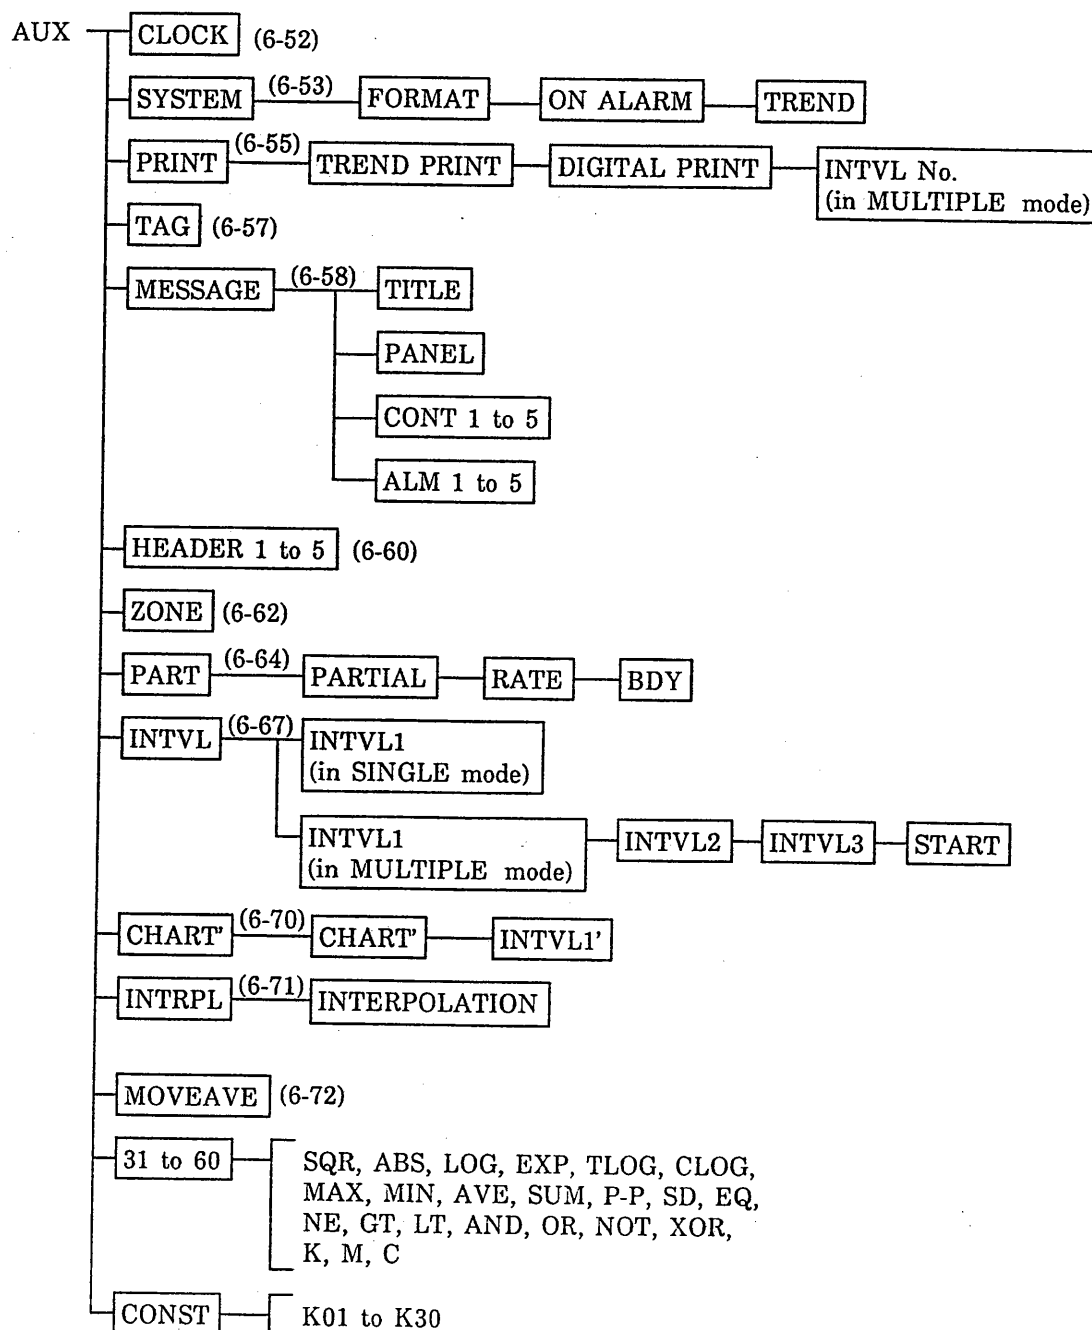 AUX CLOCK (6-52)
SYSTEM (6-53) FORMAT ON ALARM TREND
PRINT (6-55) TREND PRINT DIGITAL PRINT INTVL No.
(in MULTIPLE mode)
TAG (6-57)
MESSAGE (6-58) TITLE
PANEL
CONT 1 to 5
ALM 1 to 5
HEADER 1 to 5 (6-60)
ZONE (6-62)
PART (6-64) PARTIAL RATE BDY
INTVL (6-67) INTVL1
(in SINGLE mode)
INTVL1 INTVL2 INTVL3 START
(in MULTIPLE mode)
CHART' (6-70) CHART' INTVL1'
INTRPL (6-71) INTERPOLATION
MOVEAVE (6-72)
31 to 60 SQR, ABS, LOG, EXP, TLOG, CLOG,
MAX, MIN, AVE, SUM, P-P, SD, EQ,
NE, GT, LT, AND, OR, NOT, XOR,
K, M, C
CONST K01 to K30